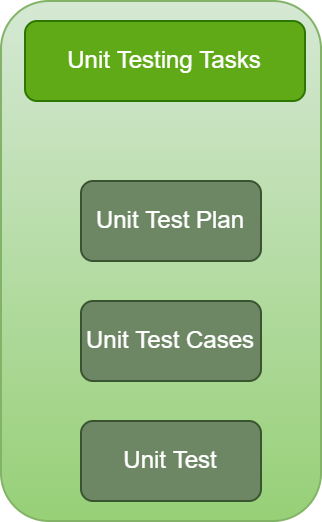 Unit Testing Tasks
Unit Test Plan
Unit Test Cases
Unit Test